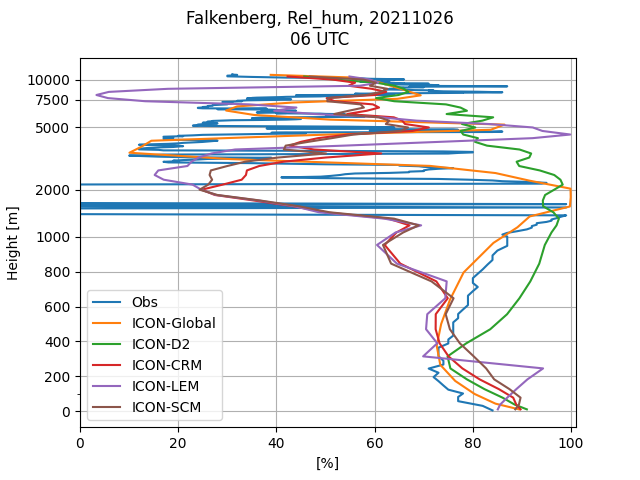 Falkenberg, Rel_hum, 20211026
06 UTC
Height [m]
10000
7500
5000
2000
1000
800
600
400
200
0
Obs
ICON-Global
ICON-D2
ICON-CRM
ICON-LEM
ICON-SCM
0 20 40 60 80 100
[%]